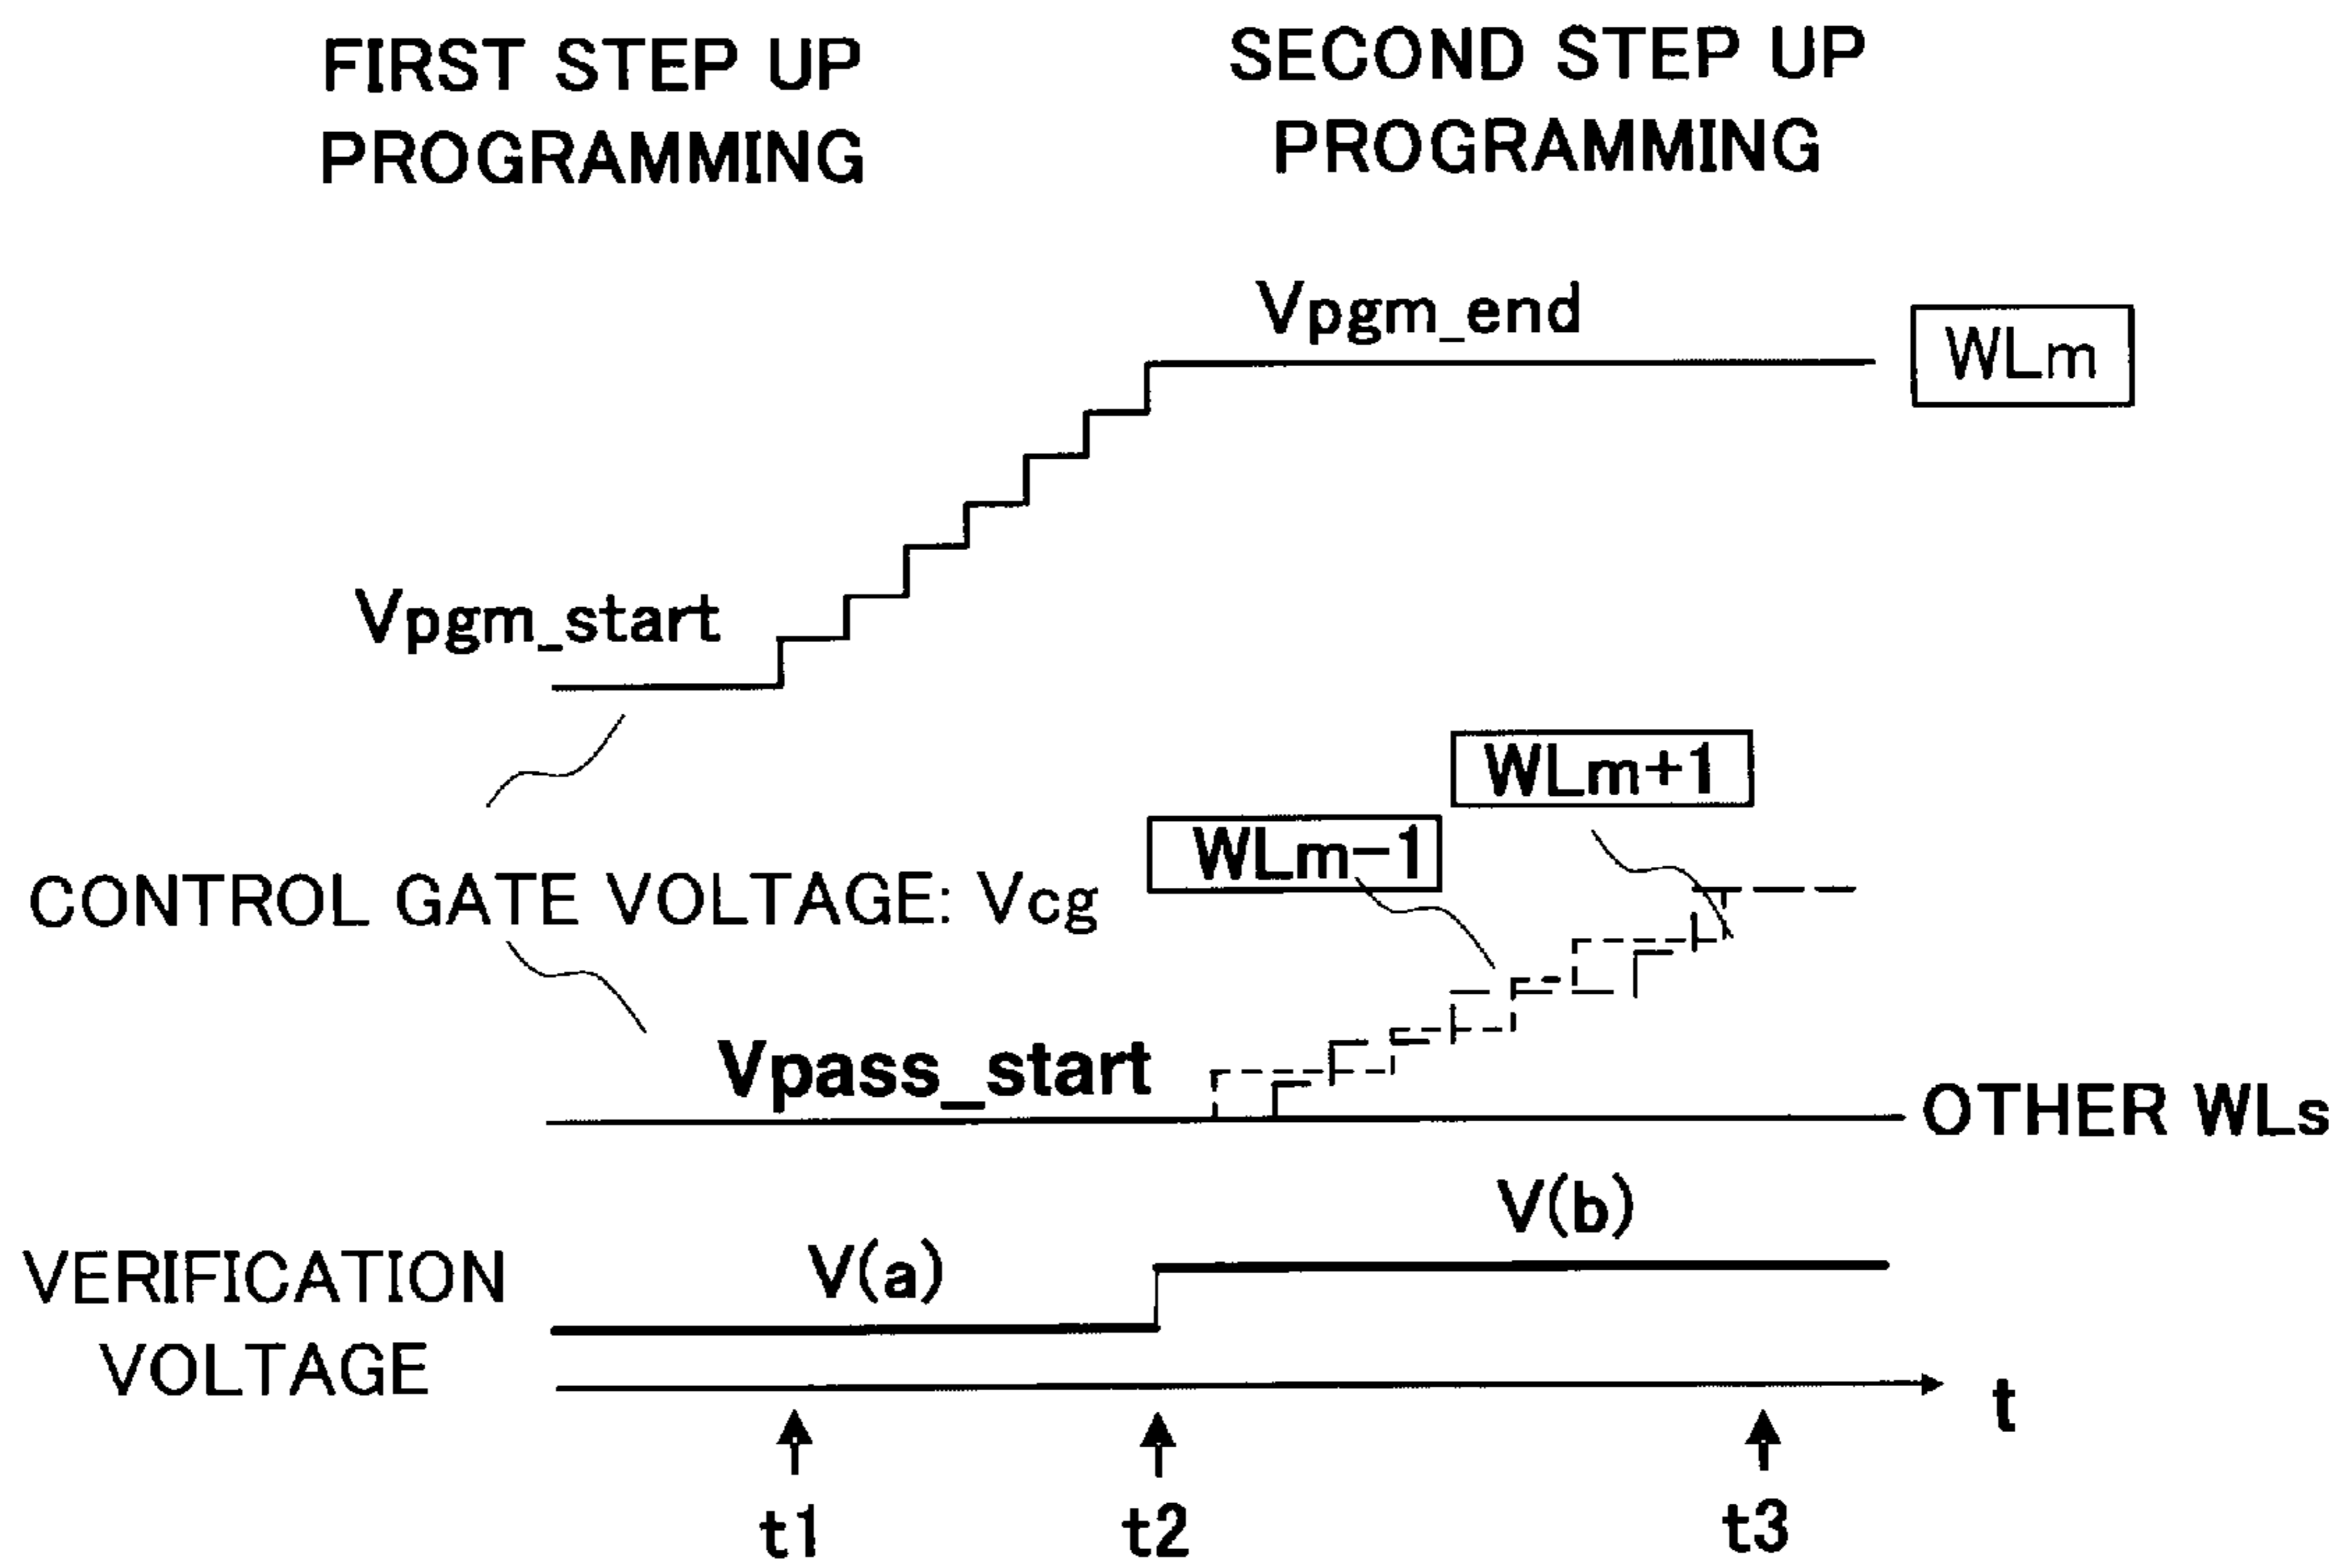 FIRST STEP UP
PROGRAMMING
SECOND STEP UP
PROGRAMMING
Vpgm_end
WLm
Vpgm_start
WLm+1
WLm-1
CONTROL GATE VOLTAGE: Vcg
Vpass_start
OTHER WLs
V(b)
V(a)
VERIFICATION
VOLTAGE
t
t1
t2
t3